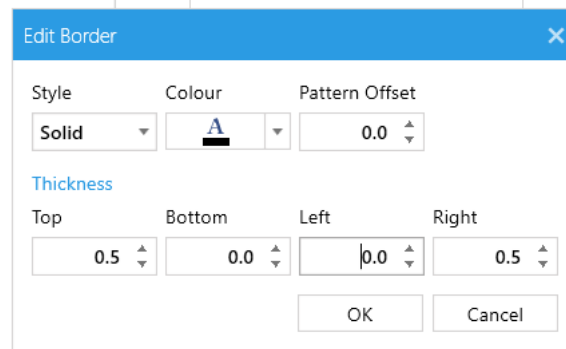 Edit Border
Style Colour Pattern Offset
Solid A 0.0
Thickness
Top Bottom Left Right
0.5 0.0 0.0 0.5
OK Cancel